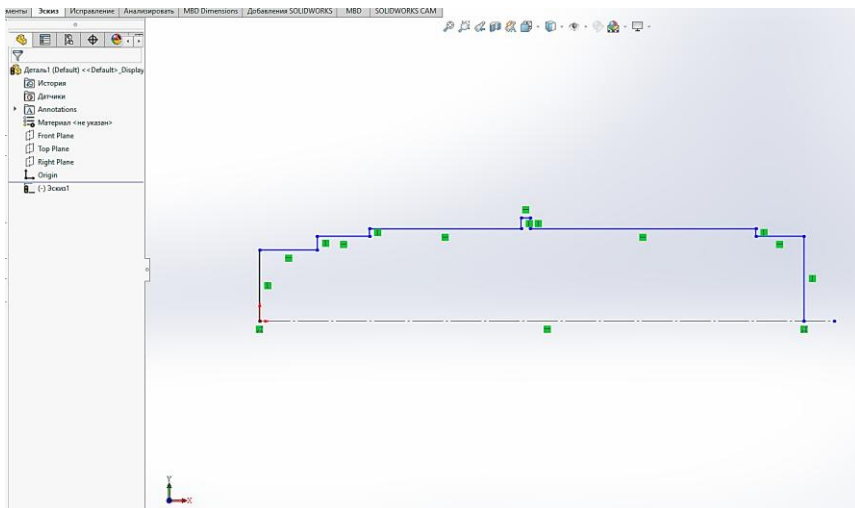 менты Эскиз Исправление Анализировать MBD Dimensions Добавления SOLIDWORKS MBD SOLIDWORKS CAM
Деталь1 (Default) <<Default>_Display
История
Датчики
Annotations
Материал <не указан>
Front Plane
Top Plane
Right Plane
Origin
(-) Эскиз1
Y
X